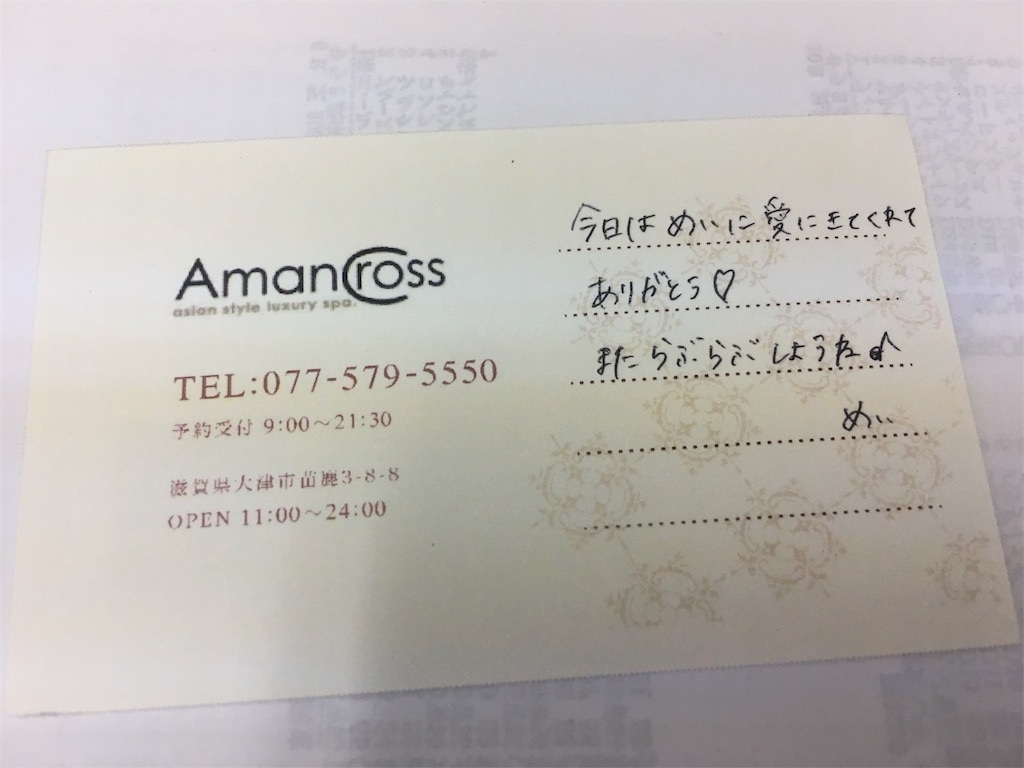 AmanCross
asian style luxury spa.
TEL:077-579-5550
予約受付 9:00～21:30
滋賀県大津市苗鹿3-8-8
OPEN 11:00～24:00
今日は めいに 愛に きてくれて
ありがとう♡
また らぶらぶ しようね♪
めい